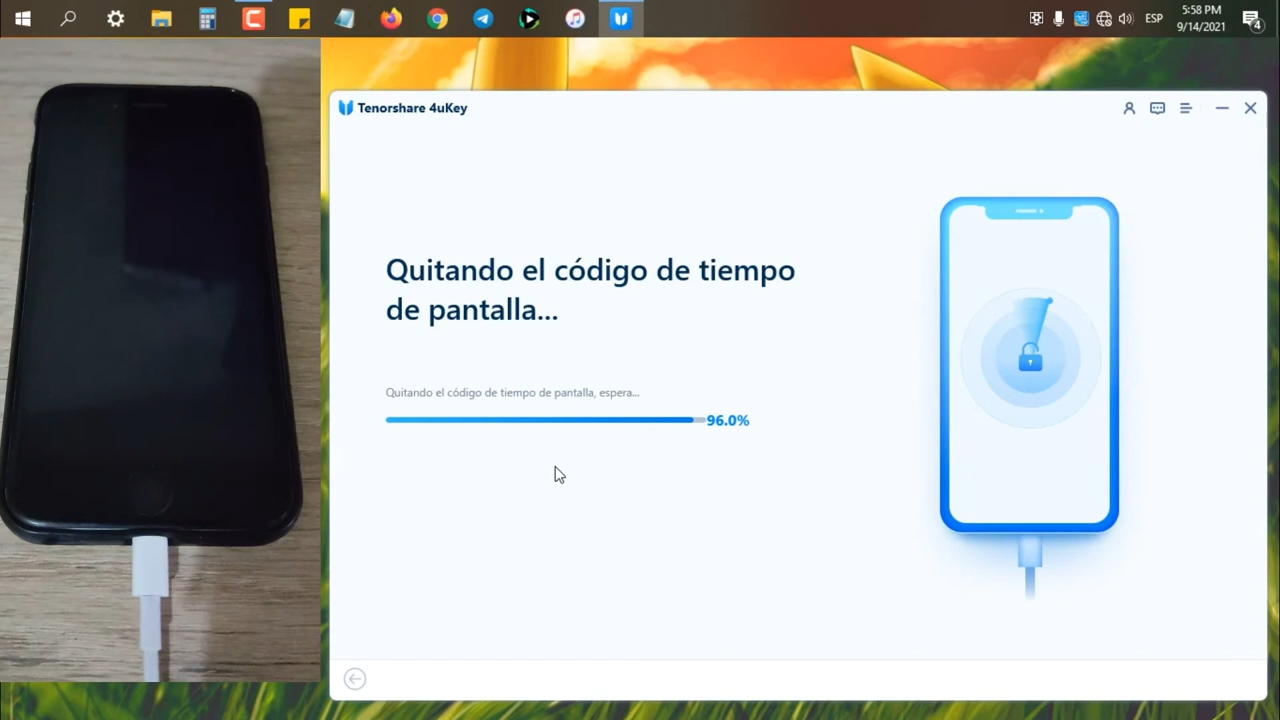 ESP
5:58 PM
9/14/2021
4
Tenorshare 4uKey
Quitando el código de tiempo
de pantalla...
Quitando el código de tiempo de pantalla, espera...
96.0%